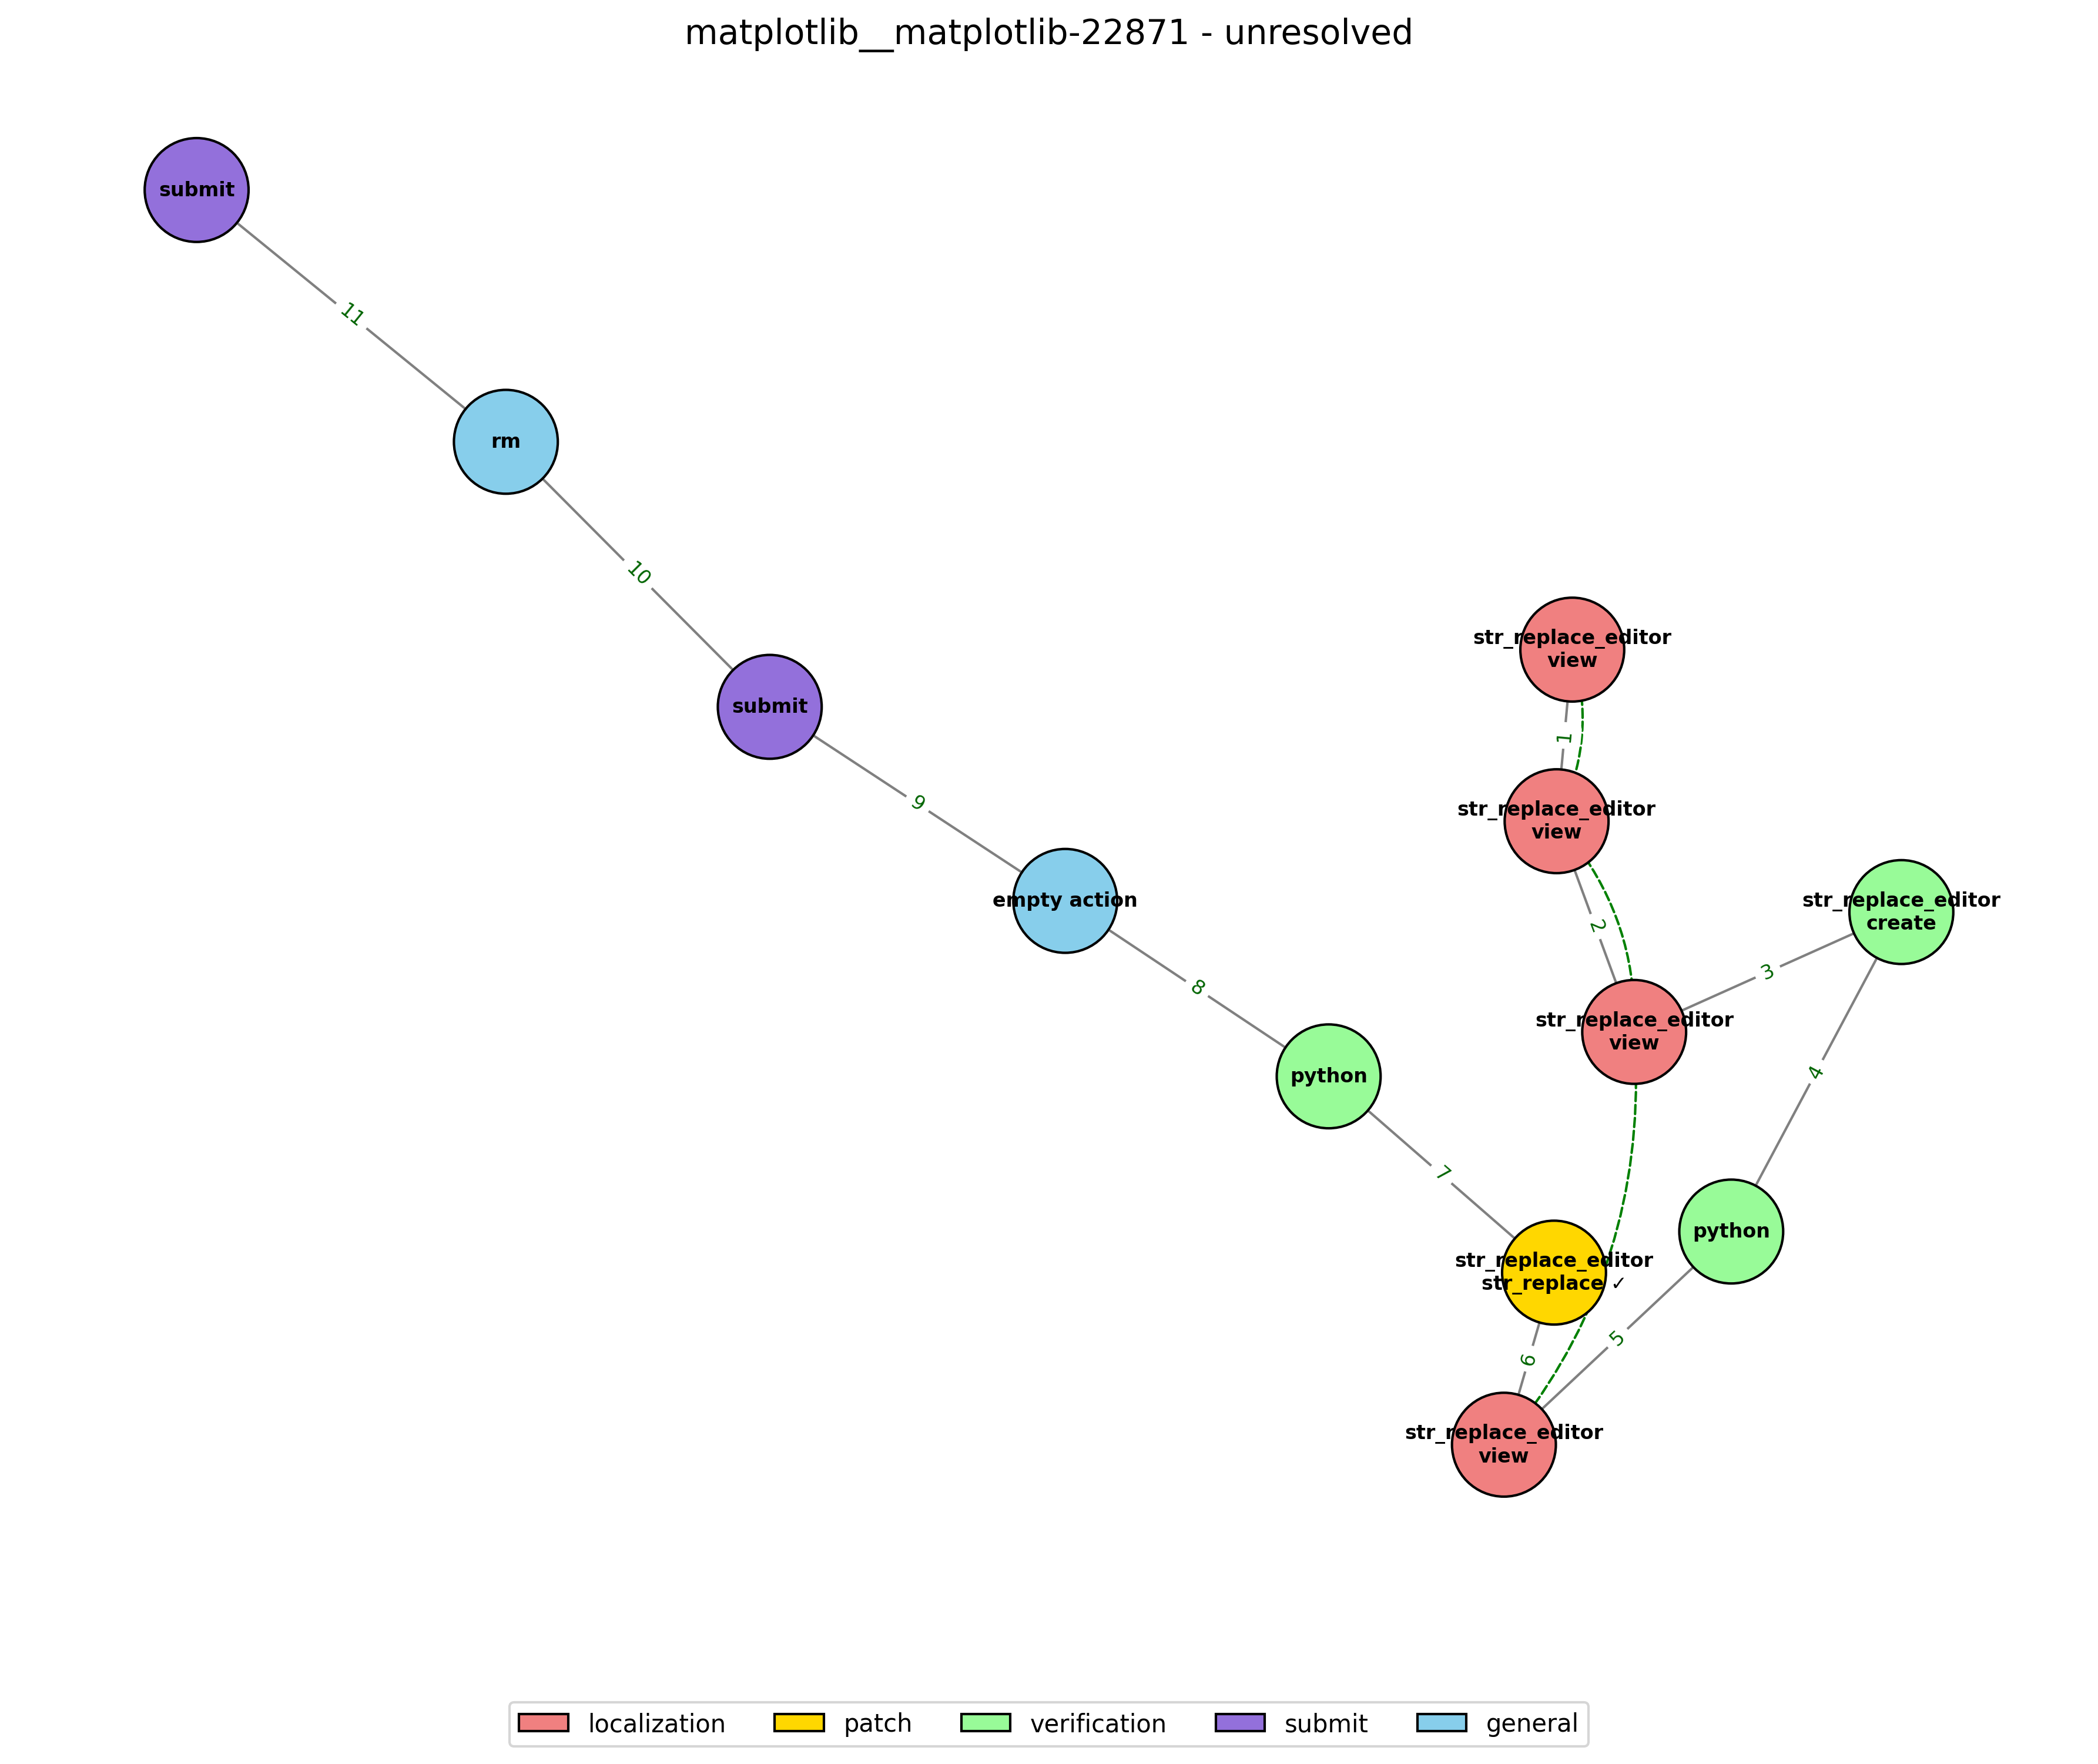 matplotlib__matplotlib-22871 - unresolved
submit
11
rm
10
submit
9
empty action
8
python
7
str_replace_editor
view
1
str_replace_editor
view
2
str_replace_editor
view
3
str_replace_editor
create
4
python
5
str_replace_editor
str_replace ✓
6
str_replace_editor
view
localization
patch
verification
submit
general